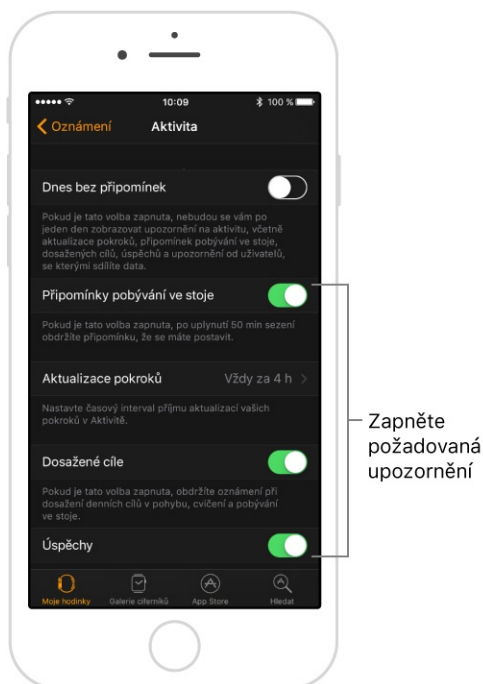 10:09
100 %
Oznámení
Aktivita
Dnes bez připomínek
Pokud je tato volba zapnuta, nebudou se vám po
jeden den zobrazovat upozornění na aktivitu, včetně
aktualizace pokroků, připomínek pobývání ve stoje,
dosažených cílů, úspěchů a upozornění od uživatelů,
se kterými sdílíte data.
Připomínky pobývání ve stoje
Pokud je tato volba zapnuta, po uplynutí 50 min sezení
obdržíte připomínku, že se máte postavit.
Aktualizace pokroků Vždy za 4 h
Nastavte časový interval příjmu aktualizací vašich
pokroků v Aktivitě.
Dosažené cíle
Pokud je tato volba zapnuta, obdržíte oznámení při
dosažení denních cílů v pohybu, cvičení a pobývání
ve stoje.
Úspěchy
Moje hodinky Galerie ciferníků App Store Hledat
Zapněte
požadovaná
upozornění